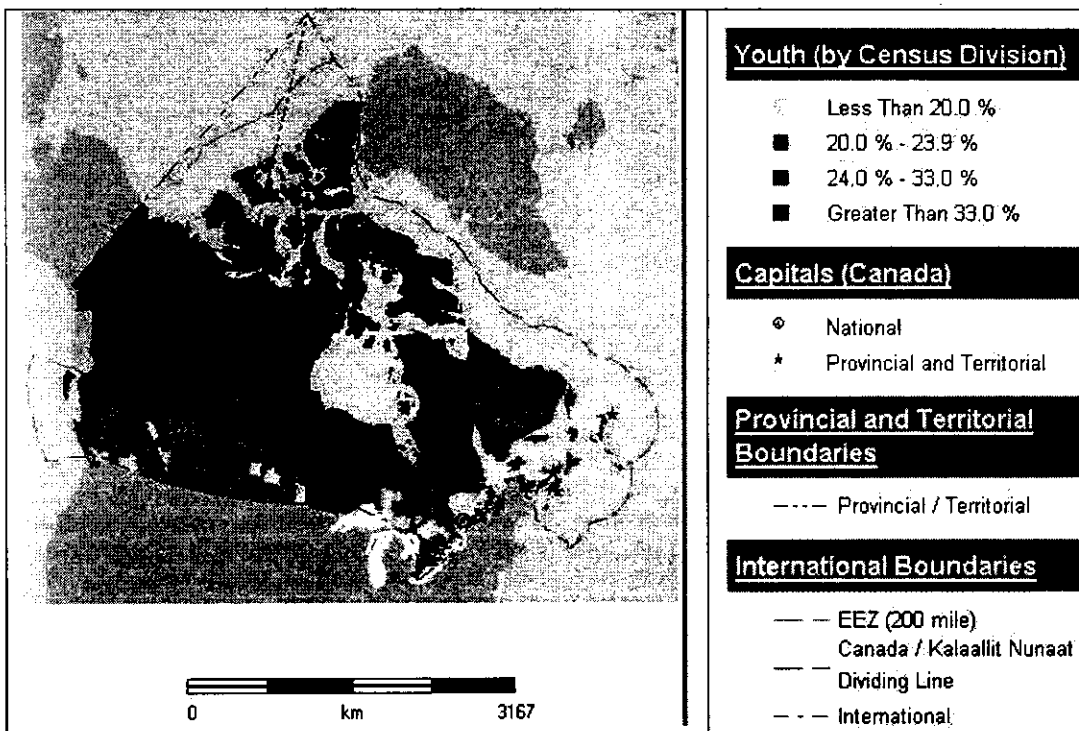 Youth (by Census Division)
Less Than 20.0 %
20.0 % - 23.9 %
24.0 % - 33.0 %
Greater Than 33.0 %
Capitals (Canada)
National
Provincial and Territorial
Provincial and Territorial
Boundaries
Provincial / Territorial
International Boundaries
EEZ (200 mile)
Canada / Kalaallit Nunaat
Dividing Line
International
0 km 3167